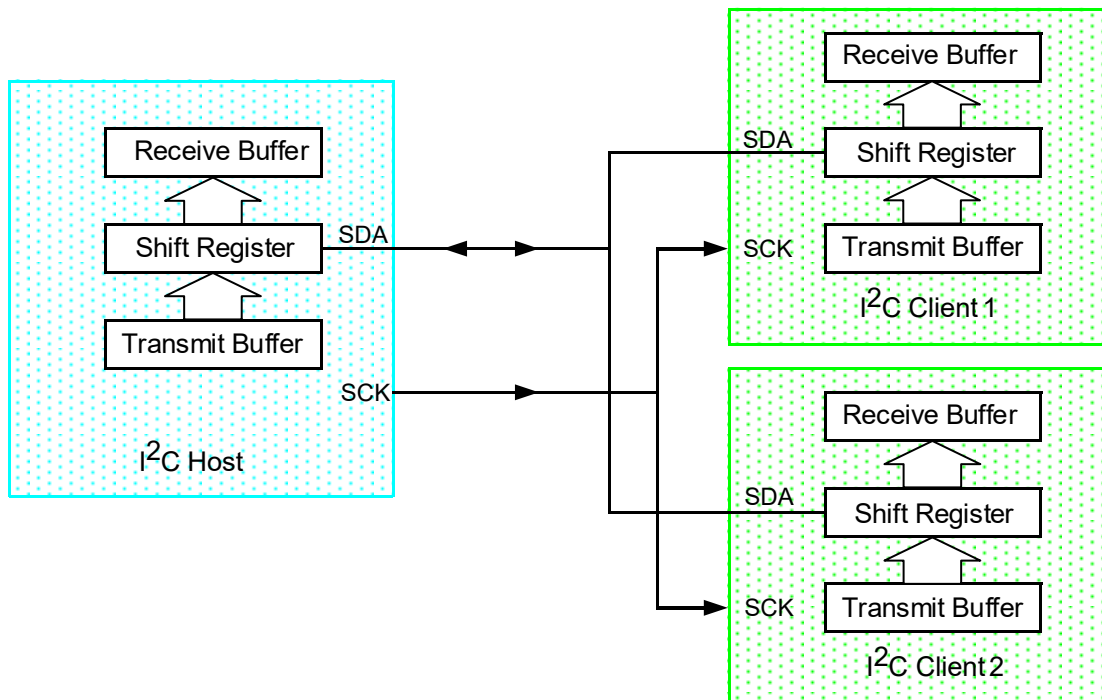 Receive Buffer
Shift Register
SDA
Transmit Buffer
SCK
I²C Host
Receive Buffer
SDA
Shift Register
SCK
Transmit Buffer
I²C Client 1
Receive Buffer
SDA
Shift Register
SCK
Transmit Buffer
I²C Client 2